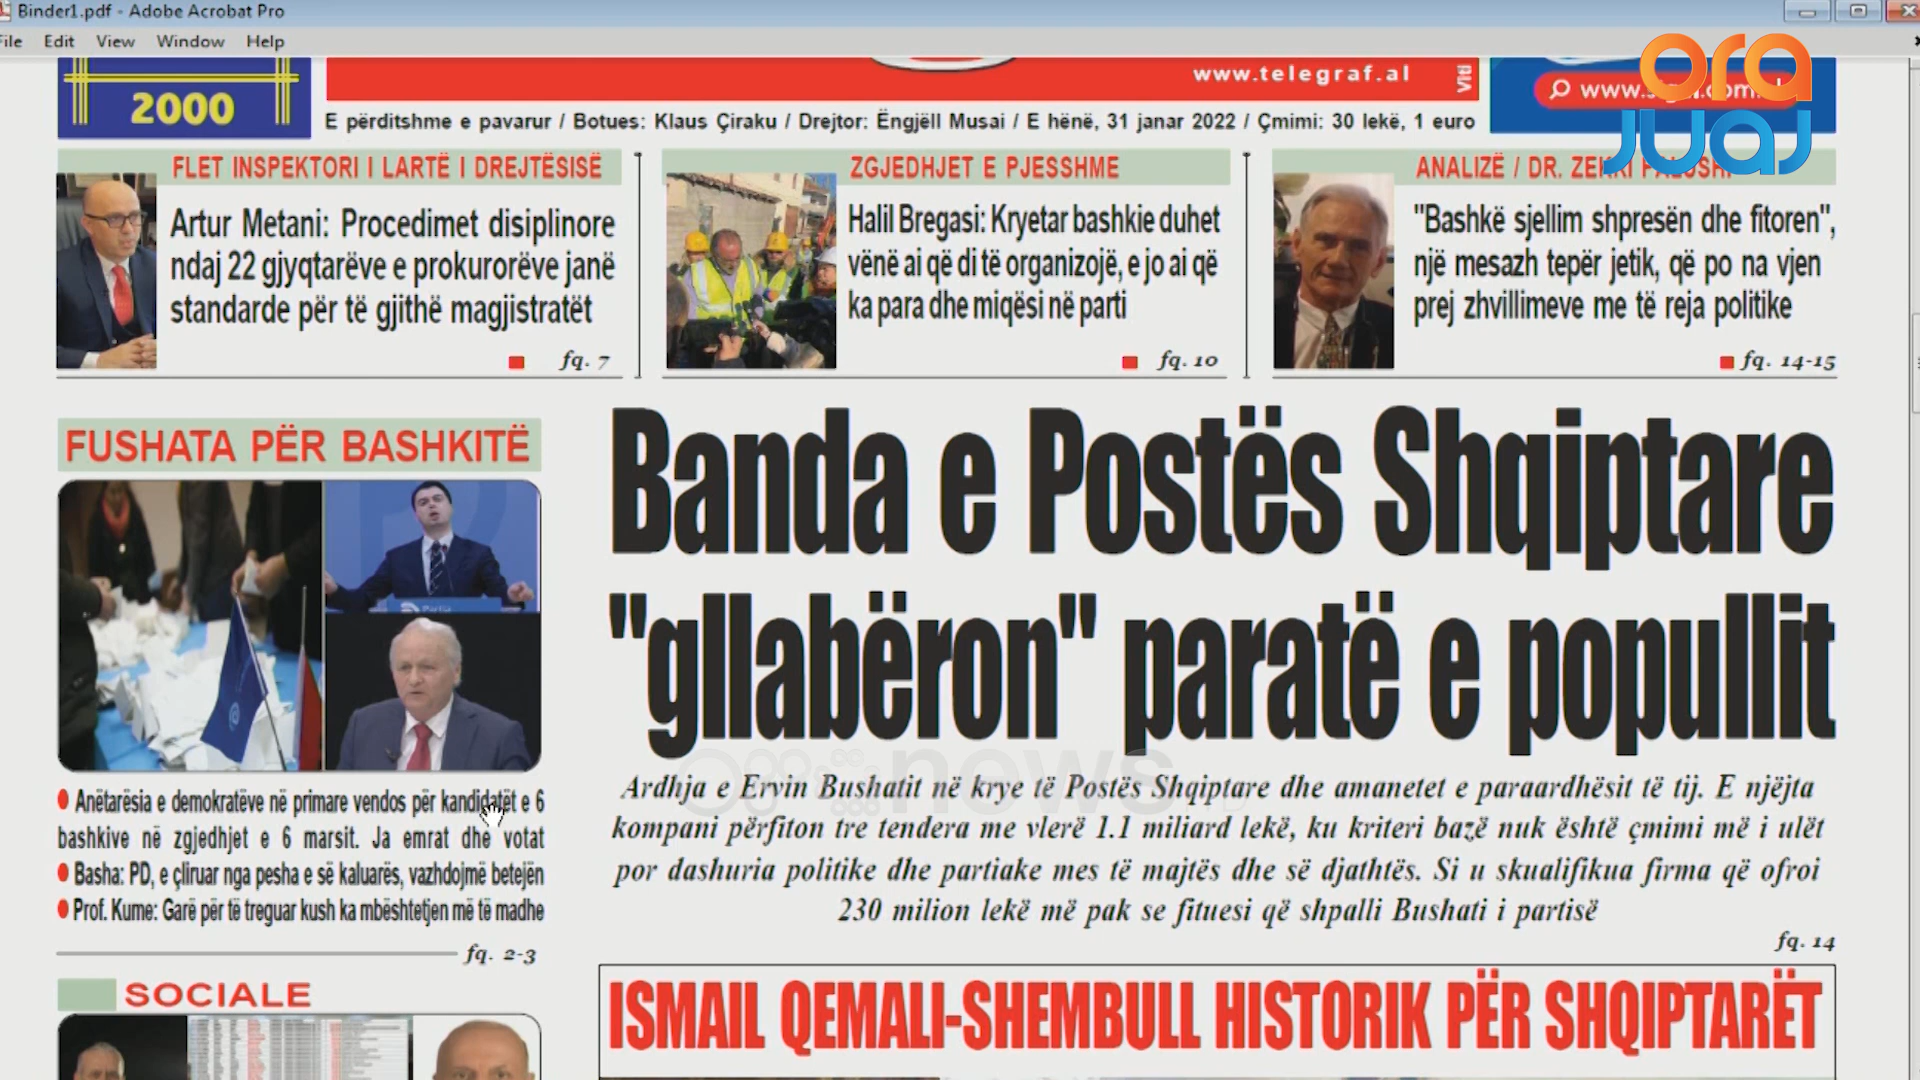 Binder1.pdf - Adobe Acrobat Pro
File Edit View Window Help
ora
juaj
2000
www.telegraf.al
Viti
E përditshme e pavarur / Botues: Klaus Çiraku / Drejtor: Ëngjëll Musai / E hënë, 31 janar 2022 / Çmimi: 30 lekë, 1 euro
FLET INSPEKTORI I LARTË I DREJTËSISË
Artur Metani: Procedimet disiplinore
ndaj 22 gjyqtarëve e prokurorëve janë
standarde për të gjithë magjistratët
fq. 7
ZGJEDHJET E PJESSHME
Halil Bregasi: Kryetar bashkie duhet
vënë ai që di të organizojë, e jo ai që
ka para dhe miqësi në parti
fq. 10
ANALIZË / DR.
"Bashkë sjellim shpresën dhe fitoren",
një mesazh tepër jetik, që po na vjen
prej zhvillimeve me të reja politike
fq. 14-15
FUSHATA PËR BASHKITË
Partia
Anëtarësia e demokratëve në primare vendos për kandidatët e 6
bashkive në zgjedhjet e 6 marsit. Ja emrat dhe votat
Basha: PD, e çliruar nga pesha e së kaluarës, vazhdojmë betejën
Prof. Kume: Garë për të treguar kush ka mbështetjen më të madhe
fq. 2-3
SOCIALE
Banda e Postës Shqiptare
"gllabëron" paratë e popullit
news
Ardhja e Ervin Bushatit në krye të Postës Shqiptare dhe amanetet e paraardhësit të tij. E njëjta
kompani përfiton tre tendera me vlerë 1.1 miliard lekë, ku kriteri bazë nuk është çmimi më i ulët
por dashuria politike dhe partiake mes të majtës dhe së djathtës. Si u skualifikua firma që ofroi
230 milion lekë më pak se fituesi që shpalli Bushati i partisë
fq. 14
ISMAIL QEMALI-SHEMBULL HISTORIK PËR SHQIPTARËT